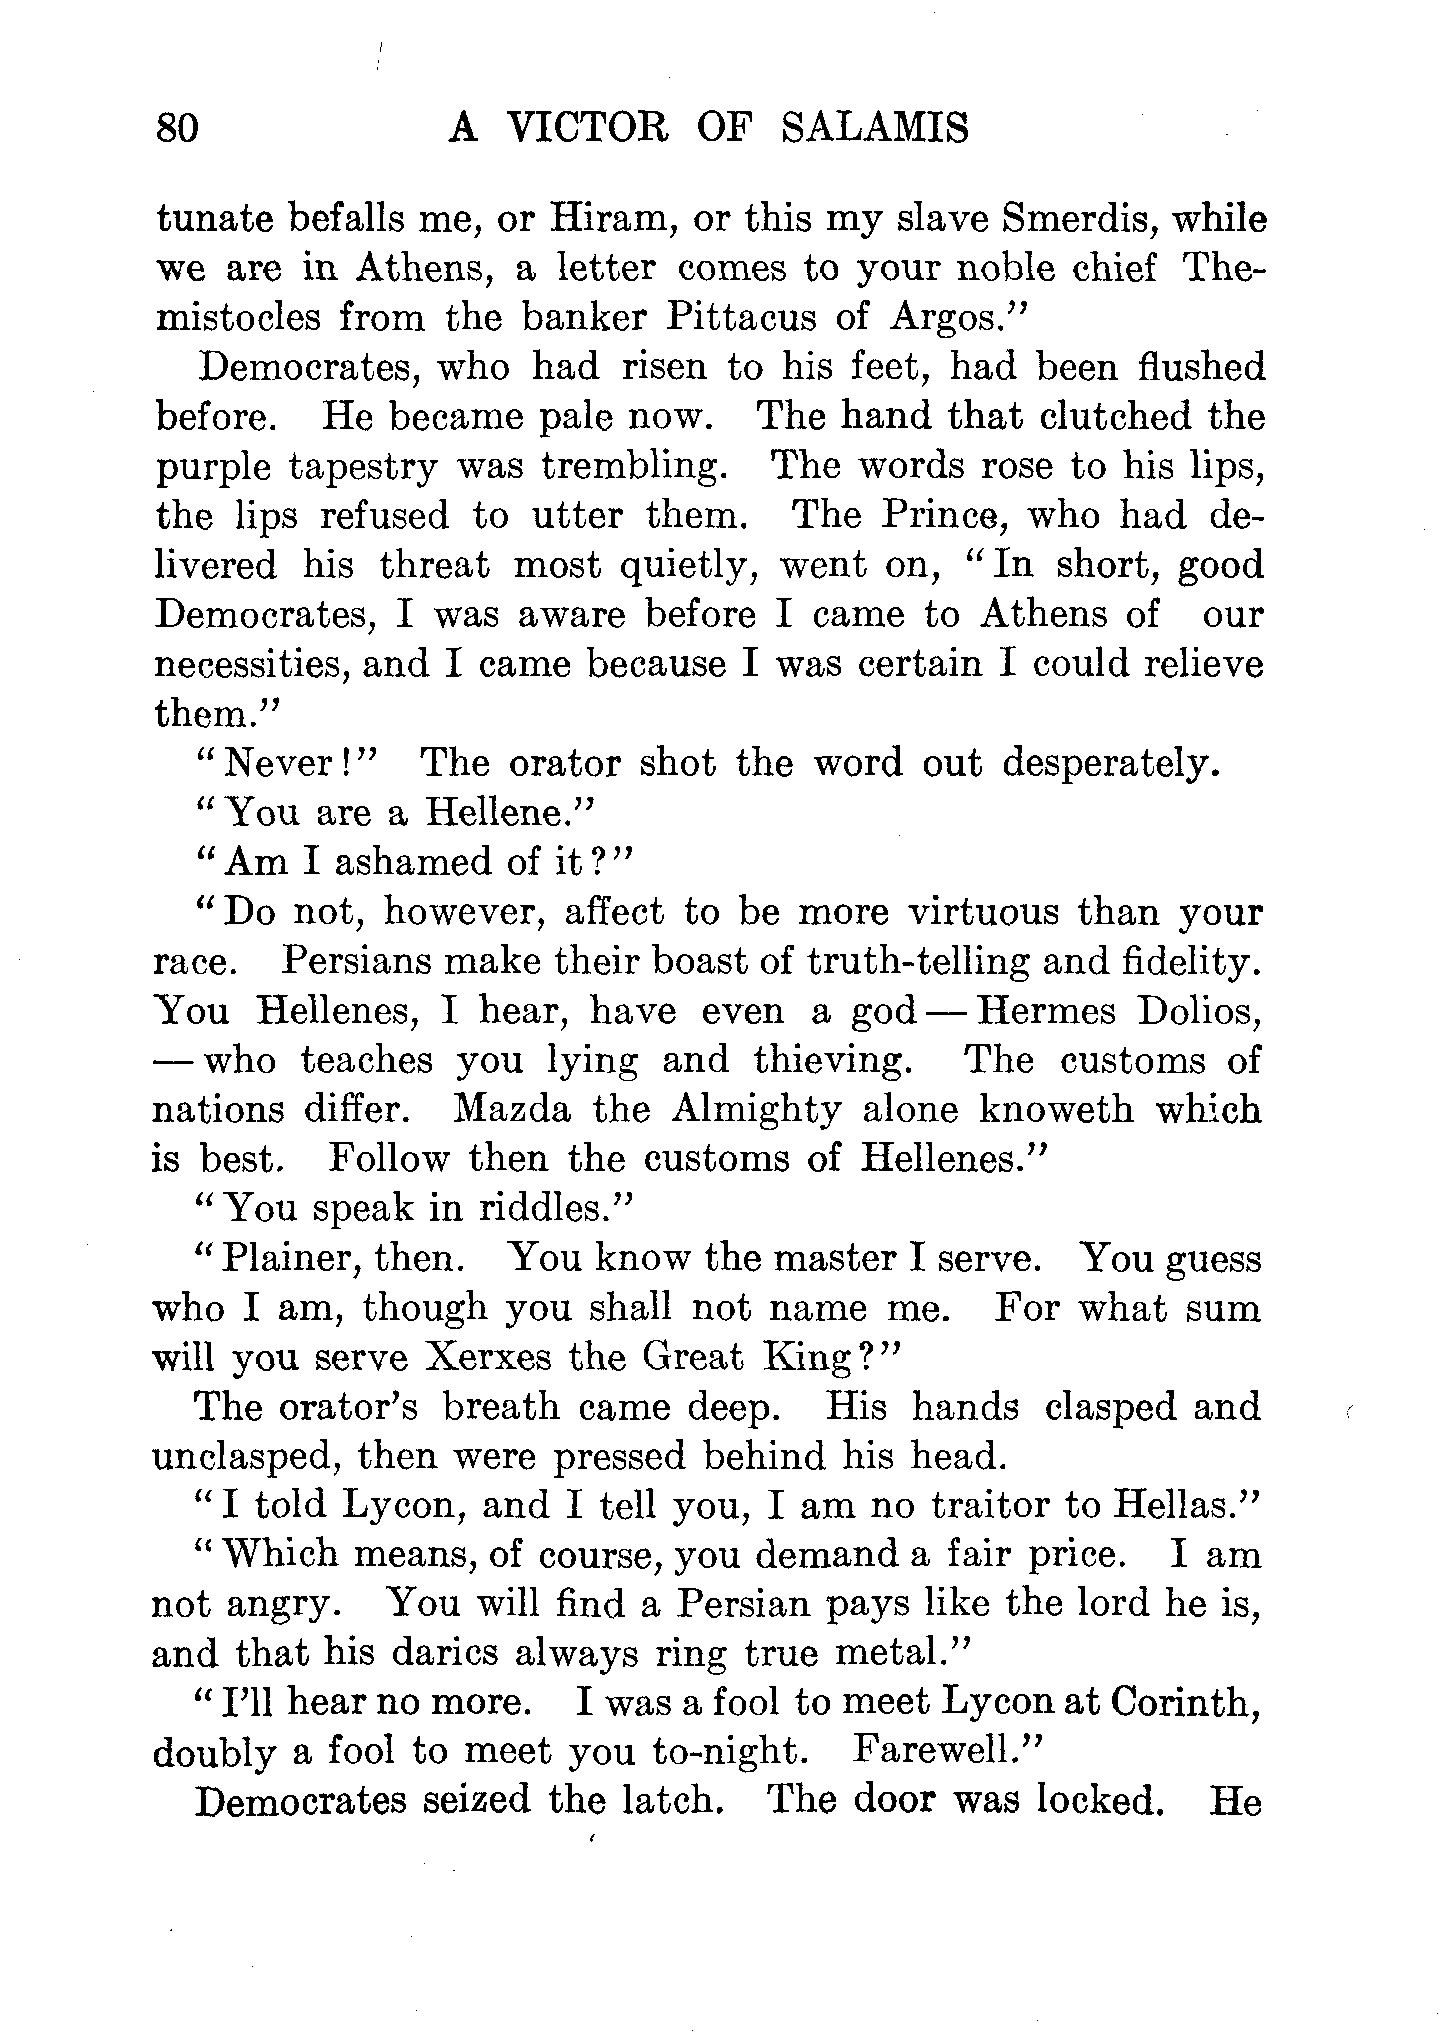 80 A VICTOR OF SALAMIS
tunate befalls me, or Hiram, or this my slave Smerdis, while
we are in Athens, a letter comes to your noble chief The-
mistocles from the banker Pittacus of Argos.”
Democrates, who had risen to his feet, had been flushed
before. He became pale now. The hand that clutched the
purple tapestry was trembling. The words rose to his lips,
the lips refused to utter them. The Prince, who had de-
livered his threat most quietly, went on, “In short, good
Democrates, I was aware before I came to Athens of our
necessities, and I came because I was certain I could relieve
them.”
“Never!” The orator shot the word out desperately.
“You are a Hellene.”
“Am I ashamed of it?”
“Do not, however, affect to be more virtuous than your
race. Persians make their boast of truth-telling and fidelity.
You Hellenes, I hear, have even a god — Hermes Dolios,
— who teaches you lying and thieving. The customs of
nations differ. Mazda the Almighty alone knoweth which
is best. Follow then the customs of Hellenes.”
“You speak in riddles.”
“Plainer, then. You know the master I serve. You guess
who I am, though you shall not name me. For what sum
will you serve Xerxes the Great King?”
The orator’s breath came deep. His hands clasped and
unclasped, then were pressed behind his head.
“I told Lycon, and I tell you, I am no traitor to Hellas.”
“Which means, of course, you demand a fair price. I am
not angry. You will find a Persian pays like the lord he is,
and that his darics always ring true metal.”
“I’ll hear no more. I was a fool to meet Lycon at Corinth,
doubly a fool to meet you to-night. Farewell.”
Democrates seized the latch. The door was locked. He